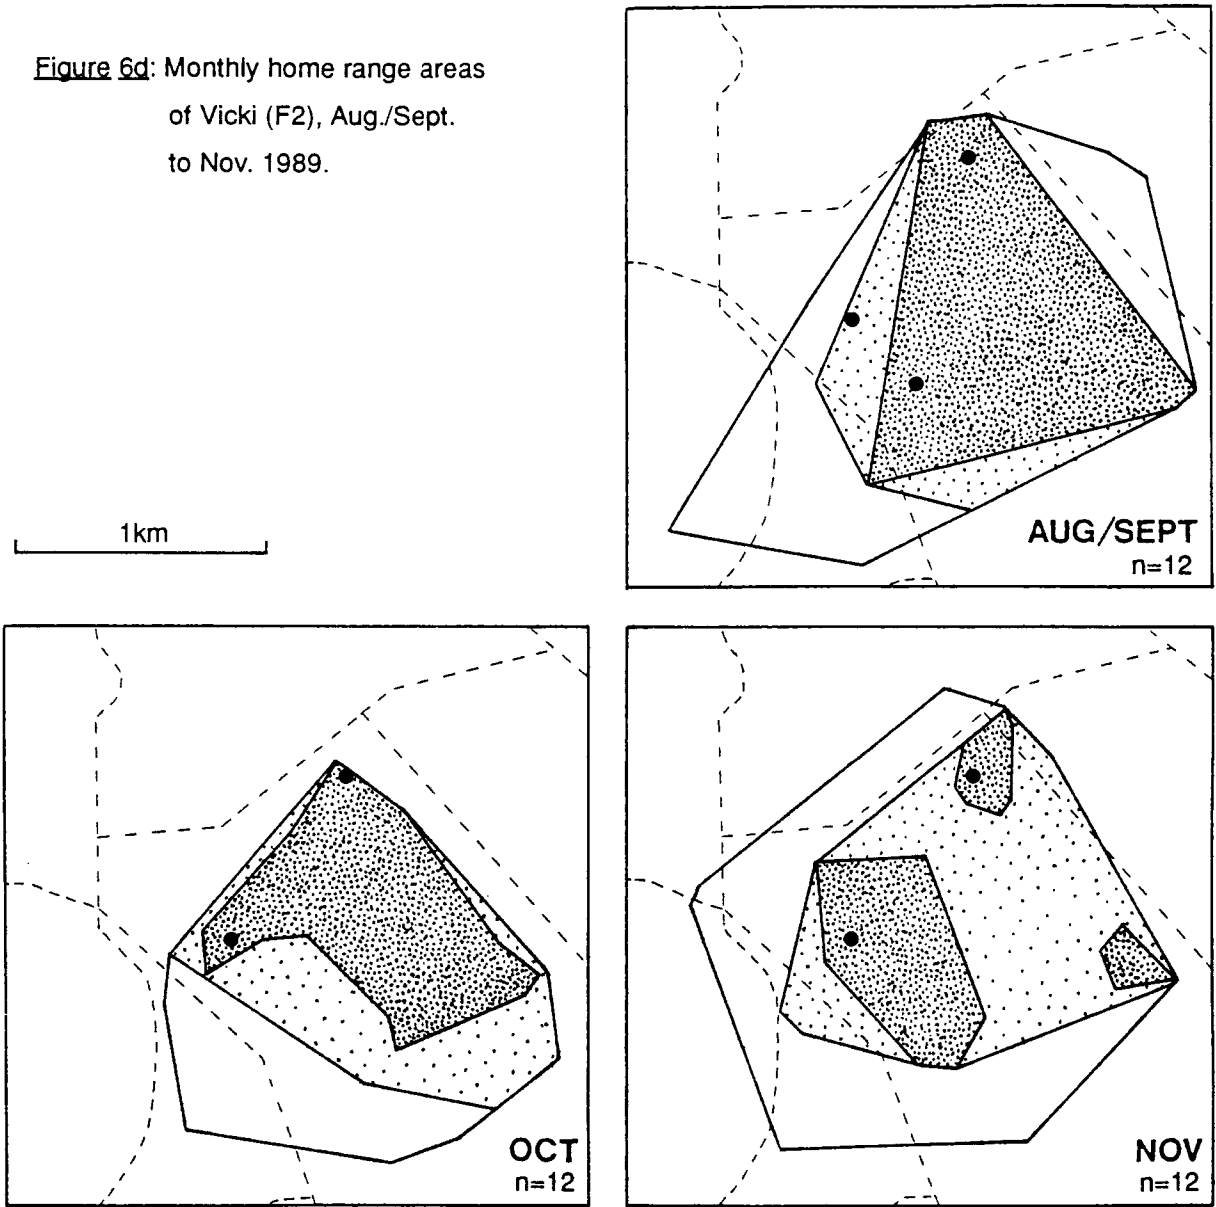 Figure 6d: Monthly home range areas
of Vicki (F2), Aug./Sept.
to Nov. 1989.
1km
AUG/SEPT
n=12
OCT
n=12
NOV
n=12